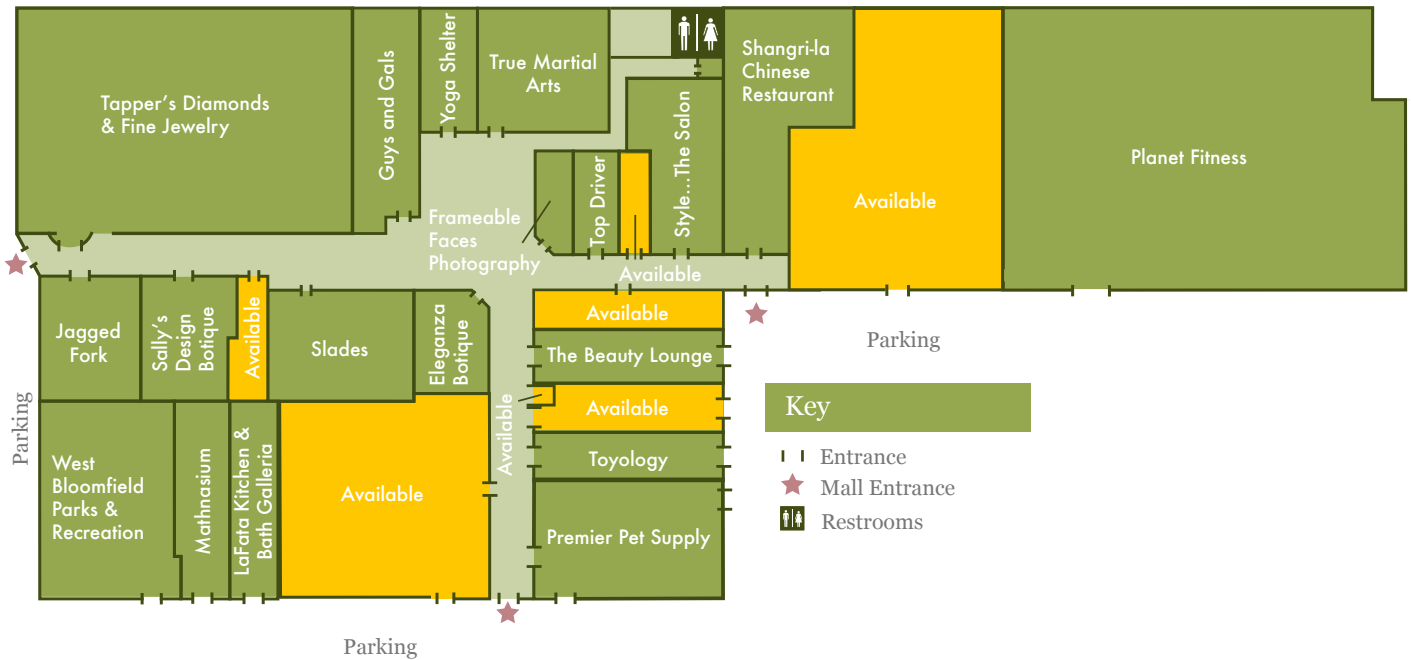 Tapper's Diamonds
& Fine Jewelry
Guys and Gals
Yoga Shelter
True Martial
Arts
Shangri-la
Chinese
Restaurant
Available
Planet Fitness
Frameable
Faces
Photography
Top Driver
Available
Style...The Salon
Jagged
Fork
Sally's
Design
Botique
Available
Slades
Eleganza
Botique
Available
The Beauty Lounge
Available
Available
Toyology
Premier Pet Supply
West
Bloomfield
Parks &
Recreation
Mathnasium
LaFata Kitchen &
Bath Galleria
Available
Parking
Parking
Parking
Key
Entrance
Mall Entrance
Restrooms